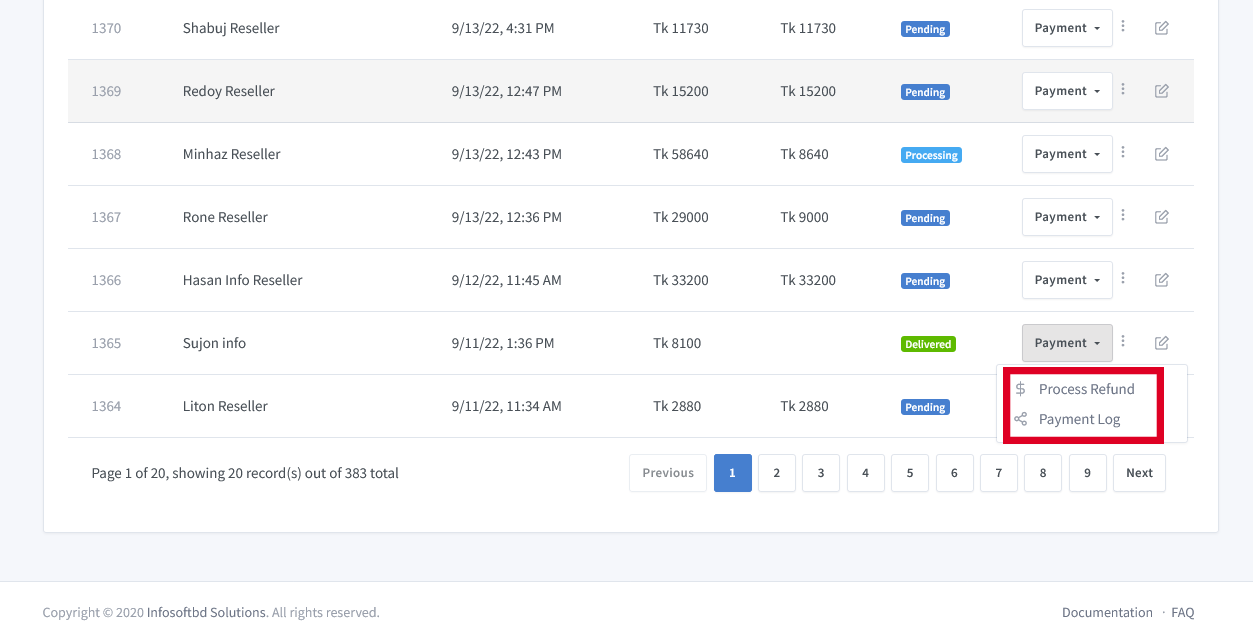 1370 Shabuj Reseller 9/13/22, 4:31 PM Tk 11730 Tk 11730 Pending Payment
1369 Redoy Reseller 9/13/22, 12:47 PM Tk 15200 Tk 15200 Pending Payment
1368 Minhaz Reseller 9/13/22, 12:43 PM Tk 58640 Tk 8640 Processing Payment
1367 Rone Reseller 9/13/22, 12:36 PM Tk 29000 Tk 9000 Pending Payment
1366 Hasan Info Reseller 9/12/22, 11:45 AM Tk 33200 Tk 33200 Pending Payment
1365 Sujon info 9/11/22, 1:36 PM Tk 8100 Delivered Payment
Process Refund
1364 Liton Reseller 9/11/22, 11:34 AM Tk 2880 Tk 2880 Pending
Payment Log
Page 1 of 20, showing 20 record(s) out of 383 total Previous 1 2 3 4 5 6 7 8 9 Next
Copyright © 2020 Infosoftbd Solutions. All rights reserved. Documentation · FAQ